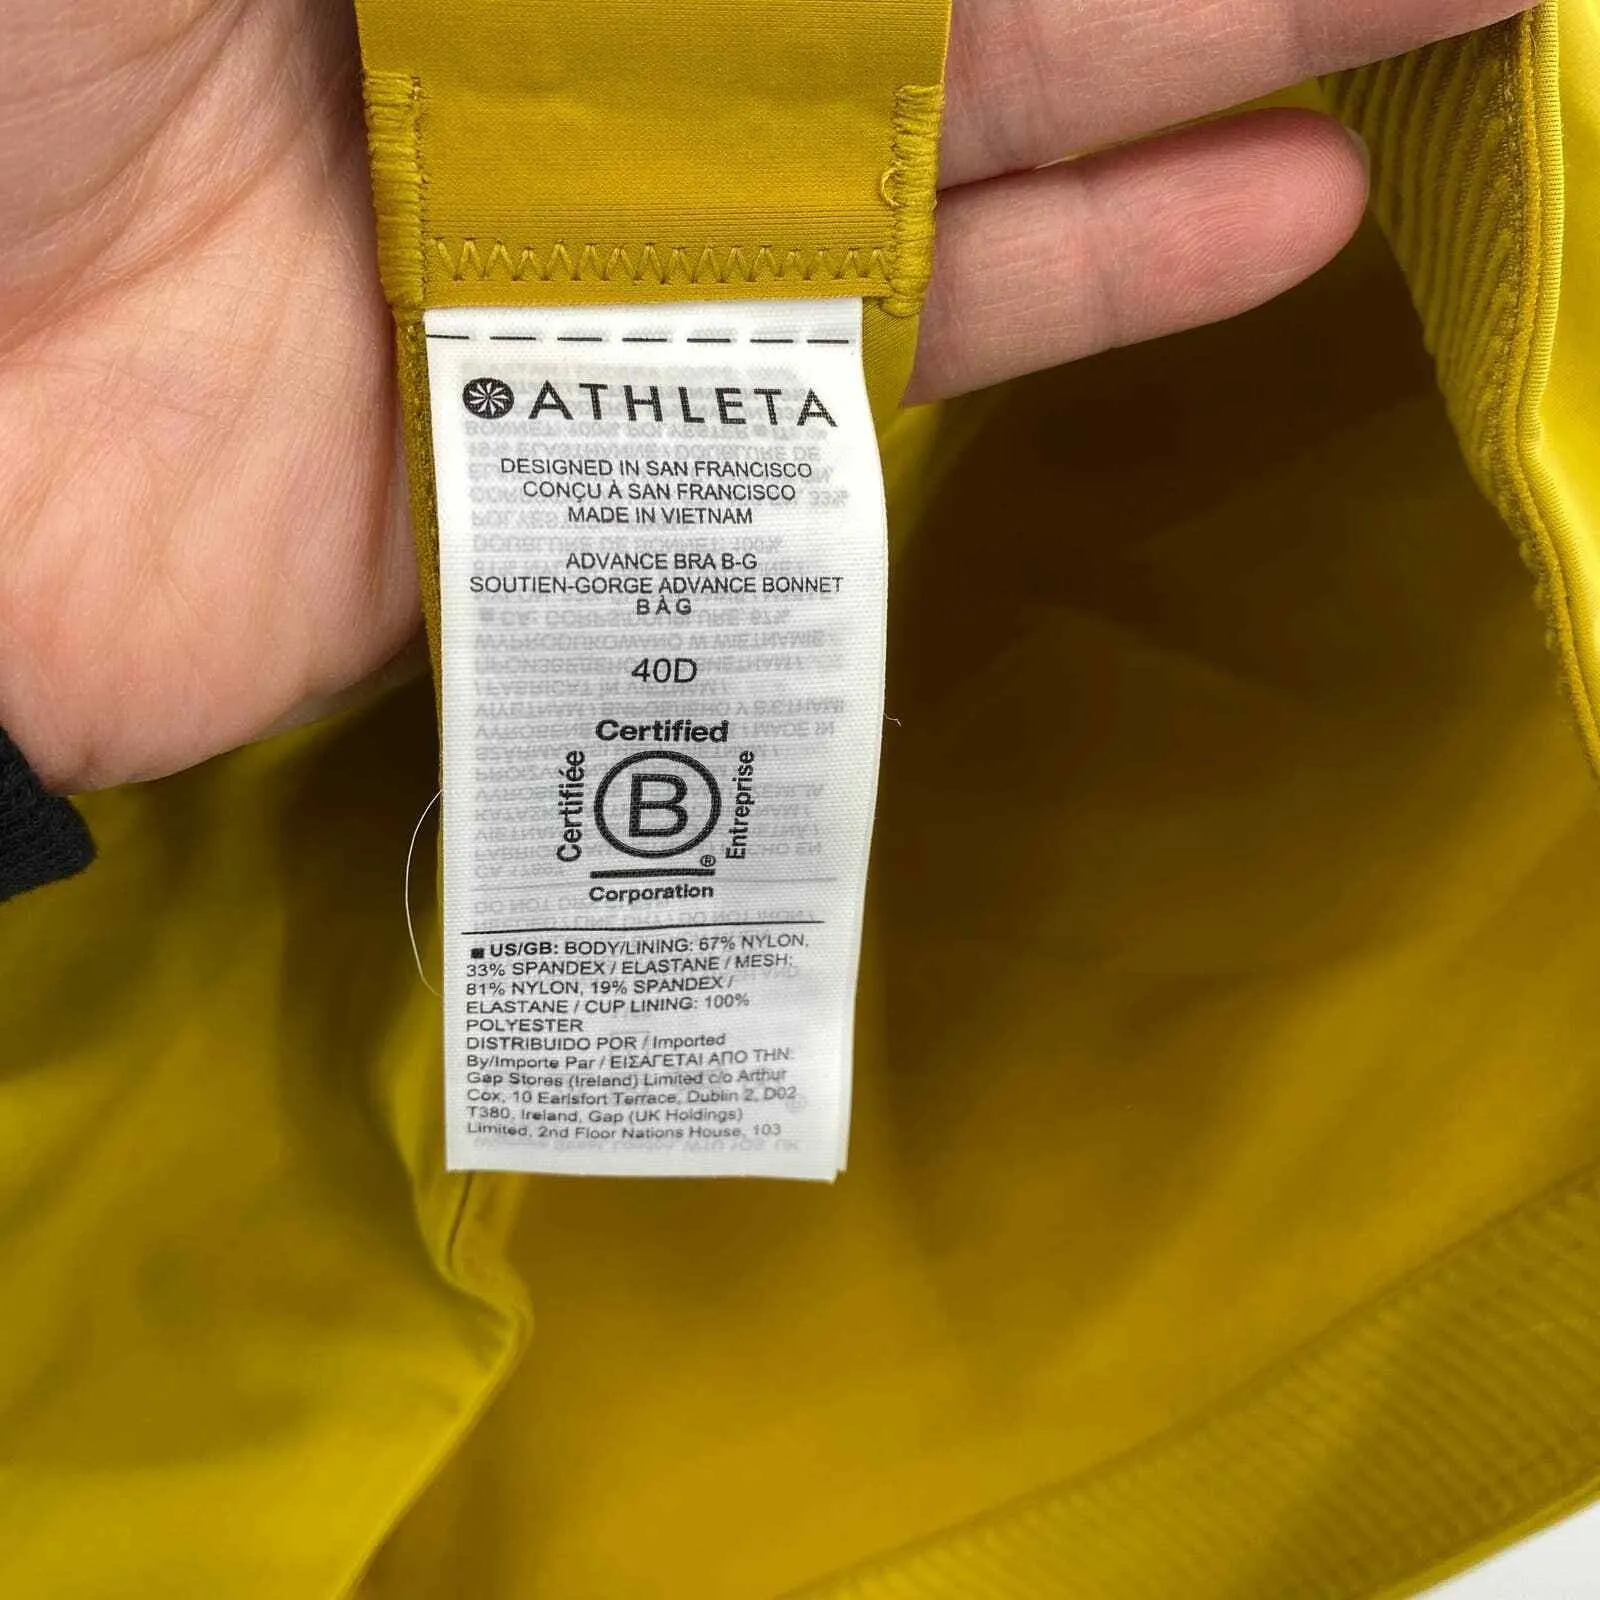 ATHLETA
DESIGNED IN SAN FRANCISCO
CONÇU À SAN FRANCISCO
MADE IN VIETNAM
ADVANCE BRA B-G
SOUTIEN-GORGE ADVANCE BONNET
B À G
40D
Certified
Certifiée
B
Entreprise
®
Corporation
US/GB: BODY/LINING: 67% NYLON,
33% SPANDEX / ELASTANE / MESH:
81% NYLON, 19% SPANDEX /
ELASTANE / CUP LINING: 100%
POLYESTER
DISTRIBUIDO POR / Imported
By/Importe Par / ΕΙΣΑΓΕΤΑΙ ΑΠΟ ΤΗΝ:
Gap Stores (Ireland) Limited c/o Arthur
Cox, 10 Earlsfort Terrace, Dublin 2, D02
T380, Ireland, Gap (UK Holdings)
Limited, 2nd Floor Nations House, 103